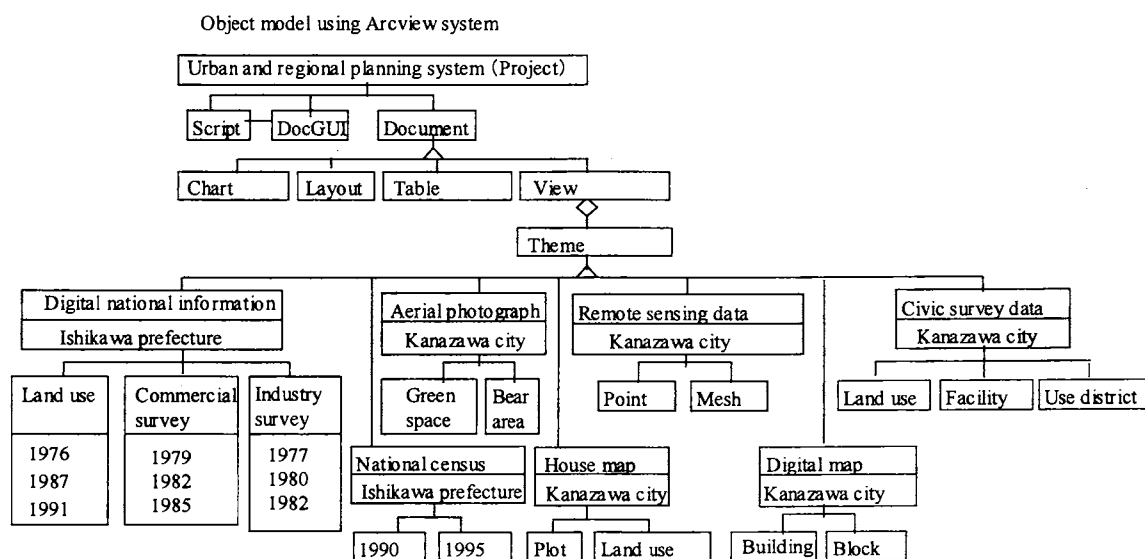 Object model using Arcview system
Urban and regional planning system (Project)
Script
DocGUI
Document
Chart
Layout
Table
View
Theme
Digital national information
Ishikawa prefecture
Land use
1976
1987
1991
Commercial
survey
1979
1982
1985
Industry
survey
1977
1980
1982
Aerial photograph
Kanazawa city
Green
space
Bear
area
Remote sensing data
Kanazawa city
Point
Mesh
Civic survey data
Kanazawa city
Land use
Facility
Use district
National census
Ishikawa prefecture
1990
1995
House map
Kanazawa city
Plot
Land use
Digital map
Kanazawa city
Building
Block